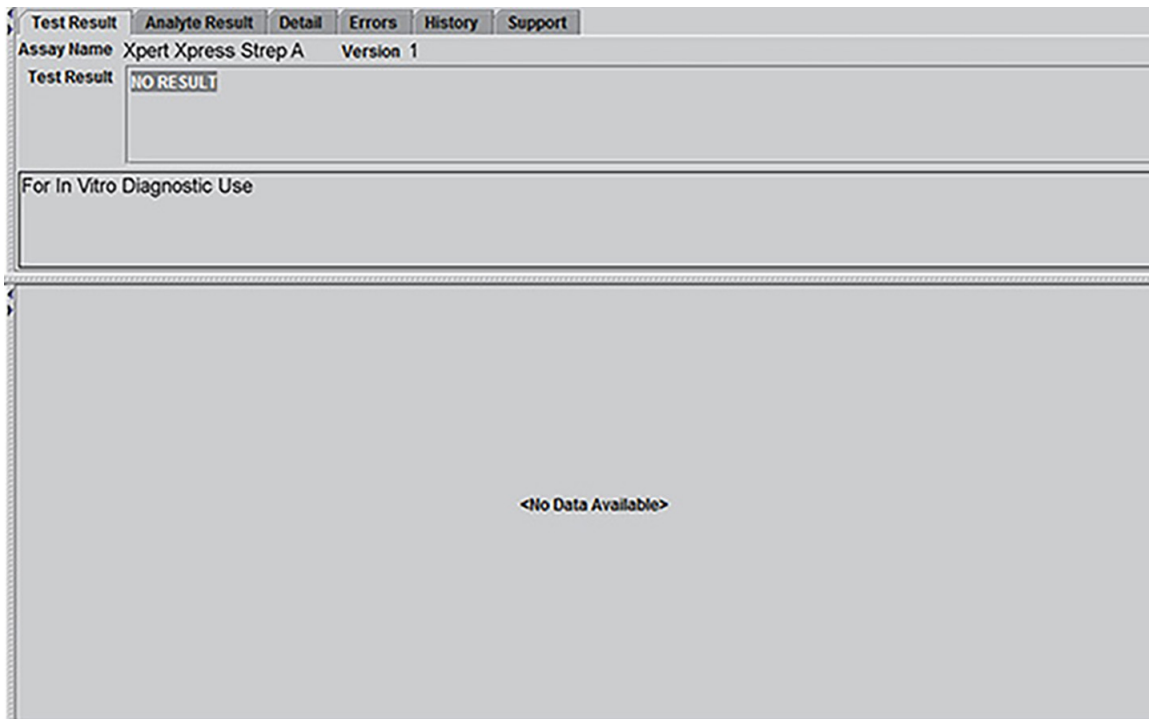 Test Result Analyte Result Detail Errors History Support
Assay Name Xpert Xpress Strep A Version 1
Test Result NO RESULT
For In Vitro Diagnostic Use
<No Data Available>